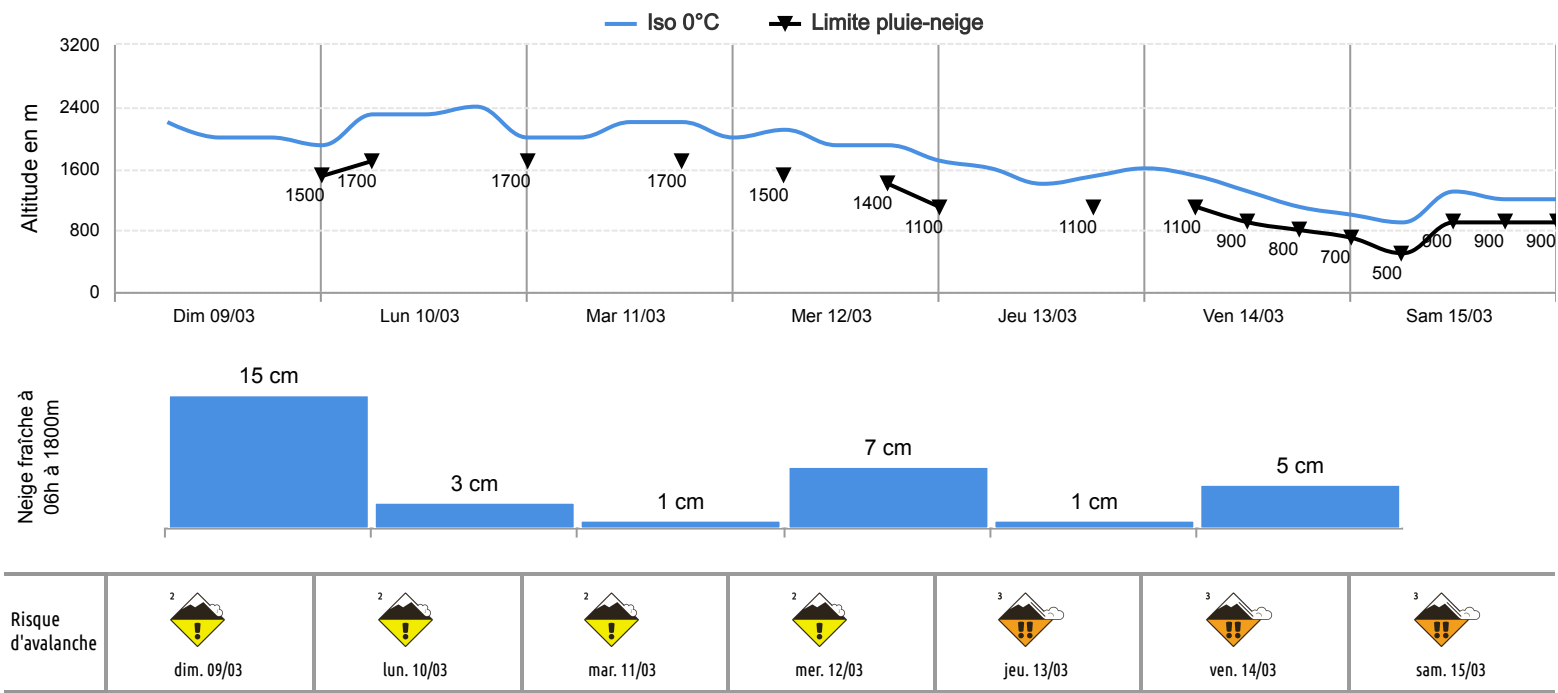 Iso 0°C
Limite pluie-neige
Altitude en m
3200
2400
1600
800
0
1500
1700
1700
1700
1500
1400
1100
1100
1100
900
800
700
500
900
900
900
Dim 09/03
Lun 10/03
Mar 11/03
Mer 12/03
Jeu 13/03
Ven 14/03
Sam 15/03
Neige fraîche à
06h à 1800m
15 cm
3 cm
1 cm
7 cm
1 cm
5 cm
Risque
d'avalanche
2
!
dim. 09/03
2
!
lun. 10/03
2
!
mar. 11/03
2
!
mer. 12/03
3
!!
jeu. 13/03
3
!!
ven. 14/03
3
!!
sam. 15/03